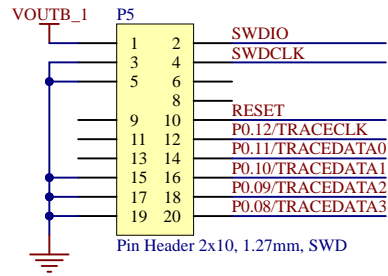 VOUTB_1
P5
1 2 SWDIO
3 4 SWDCLK
5 6
8
9 10 RESET
11 12 P0.12/TRACECLK
13 14 P0.11/TRACEDATA0
15 16 P0.10/TRACEDATA1
17 18 P0.09/TRACEDATA2
19 20 P0.08/TRACEDATA3
Pin Header 2x10, 1.27mm, SWD